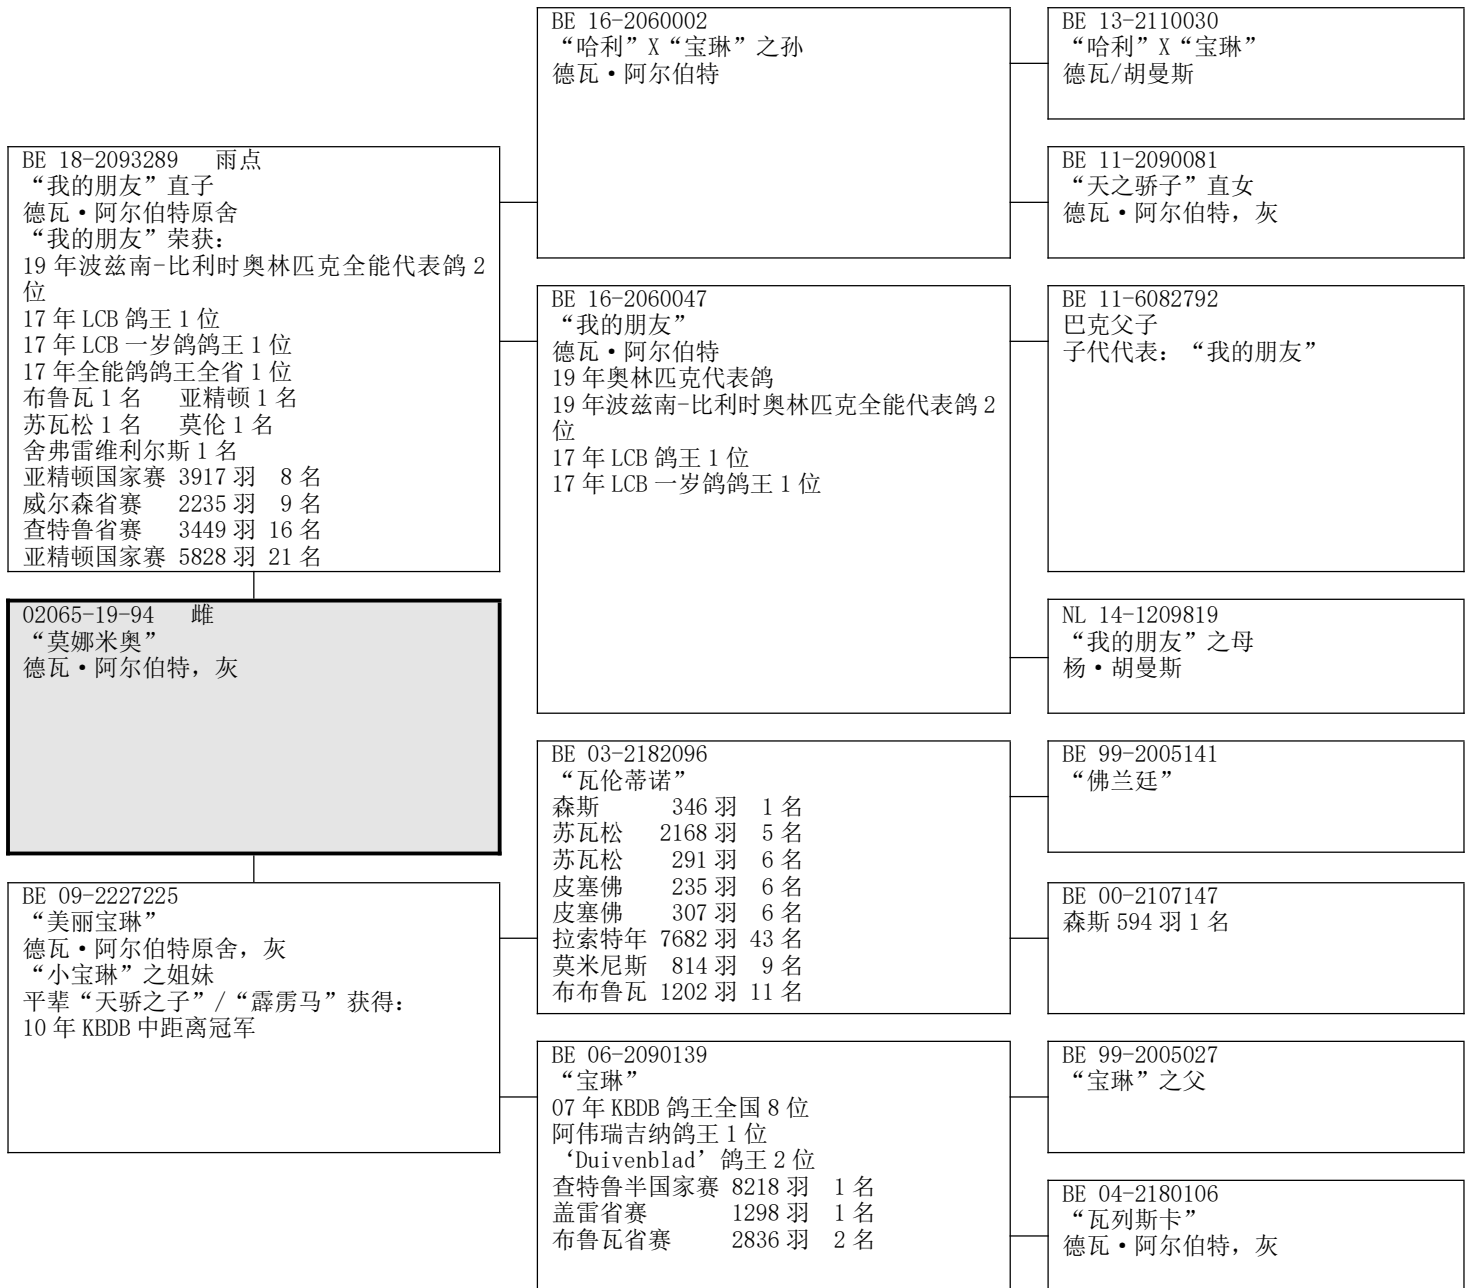 BE 18-2093289 雨点
“我的朋友”直子
德瓦·阿尔伯特原舍
“我的朋友”荣获：
19 年波兹南-比利时奥林匹克全能代表鸽 2
位
17 年 LCB 鸽王 1 位
17 年 LCB 一岁鸽鸽王 1 位
17 年全能鸽鸽王全省 1 位
布鲁瓦 1 名 亚精顿 1 名
苏瓦松 1 名 莫伦 1 名
舍弗雷维利尔斯 1 名
亚精顿国家赛 3917 羽 8 名
威尔森省赛 2235 羽 9 名
查特鲁省赛 3449 羽 16 名
亚精顿国家赛 5828 羽 21 名
02065-19-94 雌
“莫娜米奥”
德瓦·阿尔伯特，灰
BE 09-2227225
“美丽宝琳”
德瓦·阿尔伯特原舍，灰
“小宝琳”之姐妹
平辈“天骄之子”/“霹雳马”获得：
10 年 KBDB 中距离冠军
BE 16-2060002
“哈利”X“宝琳”之孙
德瓦·阿尔伯特
BE 16-2060047
“我的朋友”
德瓦·阿尔伯特
19 年奥林匹克代表鸽
19 年波兹南-比利时奥林匹克全能代表鸽 2
位
17 年 LCB 鸽王 1 位
17 年 LCB 一岁鸽鸽王 1 位
BE 03-2182096
“瓦伦蒂诺”
森斯 346 羽 1 名
苏瓦松 2168 羽 5 名
苏瓦松 291 羽 6 名
皮塞佛 235 羽 6 名
皮塞佛 307 羽 6 名
拉索特年 7682 羽 43 名
莫米尼斯 814 羽 9 名
布布鲁瓦 1202 羽 11 名
BE 06-2090139
“宝琳”
07 年 KBDB 鸽王全国 8 位
阿伟瑞吉纳鸽王 1 位
‘Duivenblad’鸽王 2 位
查特鲁半国家赛 8218 羽 1 名
盖雷省赛 1298 羽 1 名
布鲁瓦省赛 2836 羽 2 名
BE 13-2110030
“哈利”X“宝琳”
德瓦/胡曼斯
BE 11-2090081
“天之骄子”直女
德瓦·阿尔伯特，灰
BE 11-6082792
巴克父子
子代代表：“我的朋友”
NL 14-1209819
“我的朋友”之母
杨·胡曼斯
BE 99-2005141
“佛兰廷”
BE 00-2107147
森斯 594 羽 1 名
BE 99-2005027
“宝琳”之父
BE 04-2180106
“瓦列斯卡”
德瓦·阿尔伯特，灰